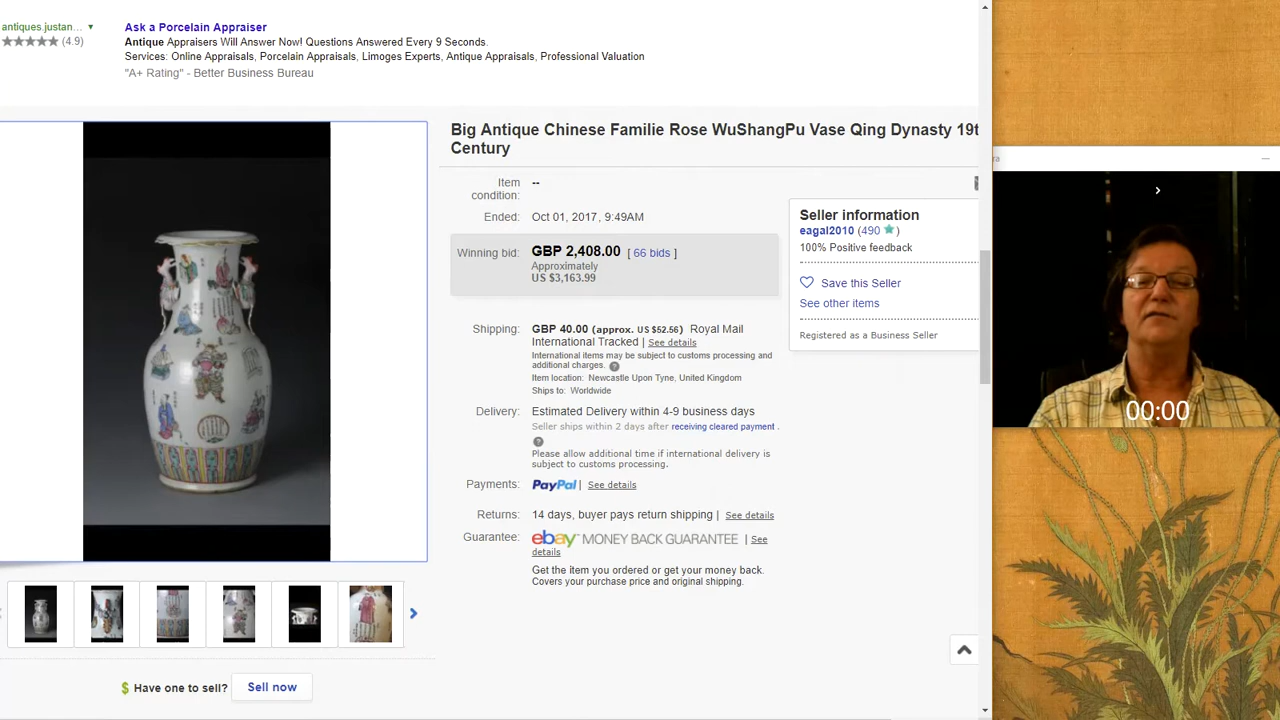 antiques.justan... ▼
(4.9)
Ask a Porcelain Appraiser
Antique Appraisers Will Answer Now! Questions Answered Every 9 Seconds.
Services: Online Appraisals, Porcelain Appraisals, Limoges Experts, Antique Appraisals, Professional Valuation
"A+ Rating" - Better Business Bureau
Big Antique Chinese Familie Rose WuShangPu Vase Qing Dynasty 19t
Century
Item condition: --
Ended: Oct 01, 2017, 9:49AM
Winning bid: GBP 2,408.00 [ 66 bids ]
Approximately
US $3,163.99
Shipping: GBP 40.00 (approx. US $52.56) Royal Mail
International Tracked | See details
International items may be subject to customs processing and
additional charges. ?
Item location: Newcastle Upon Tyne, United Kingdom
Ships to: Worldwide
Delivery: Estimated Delivery within 4-9 business days
Seller ships within 2 days after receiving cleared payment .
?
Please allow additional time if international delivery is
subject to customs processing.
Payments: PayPal | See details
Returns: 14 days, buyer pays return shipping | See details
Guarantee: ebay MONEY BACK GUARANTEE | See
details
Get the item you ordered or get your money back.
Covers your purchase price and original shipping.
Seller information
eagal2010 (490 )
100% Positive feedback
Save this Seller
See other items
Registered as a Business Seller
$ Have one to sell? Sell now
ra
00:00